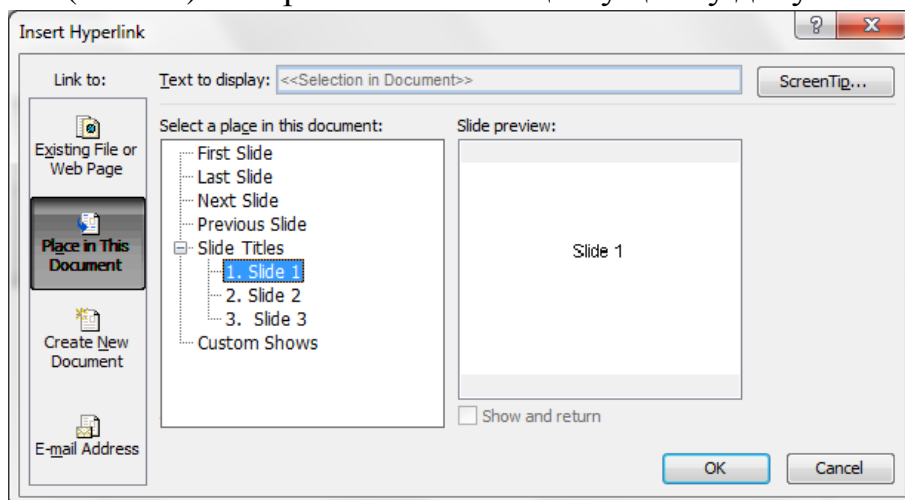 Insert Hyperlink
Link to:
Text to display: <<Selection in Document>>
ScreenTip...
Existing File or
Web Page
Place in This
Document
Create New
Document
E-mail Address
Select a place in this document:
First Slide
Last Slide
Next Slide
Previous Slide
Slide Titles
1. Slide 1
2. Slide 2
3. Slide 3
Custom Shows
Slide preview:
Slide 1
Show and return
OK
Cancel